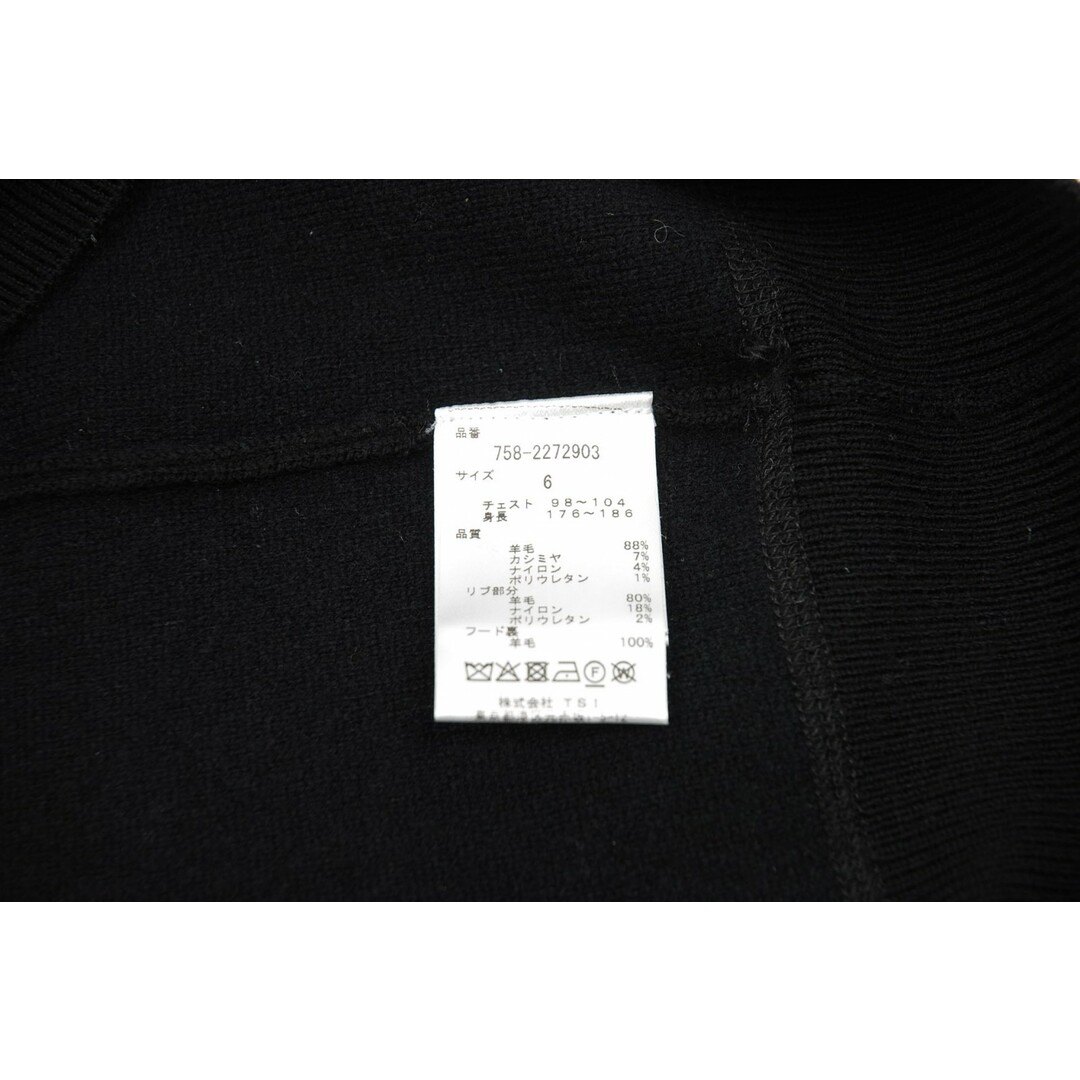 品番
758-2272903
サイズ
6
チェスト 98～104
身長 176～186
品質
羊毛 88%
カシミヤ 7%
ナイロン 4%
ポリウレタン 1%
リブ部分
羊毛 80%
ナイロン 18%
ポリウレタン 2%
フード裏
羊毛 100%
F W
株式会社 TSI